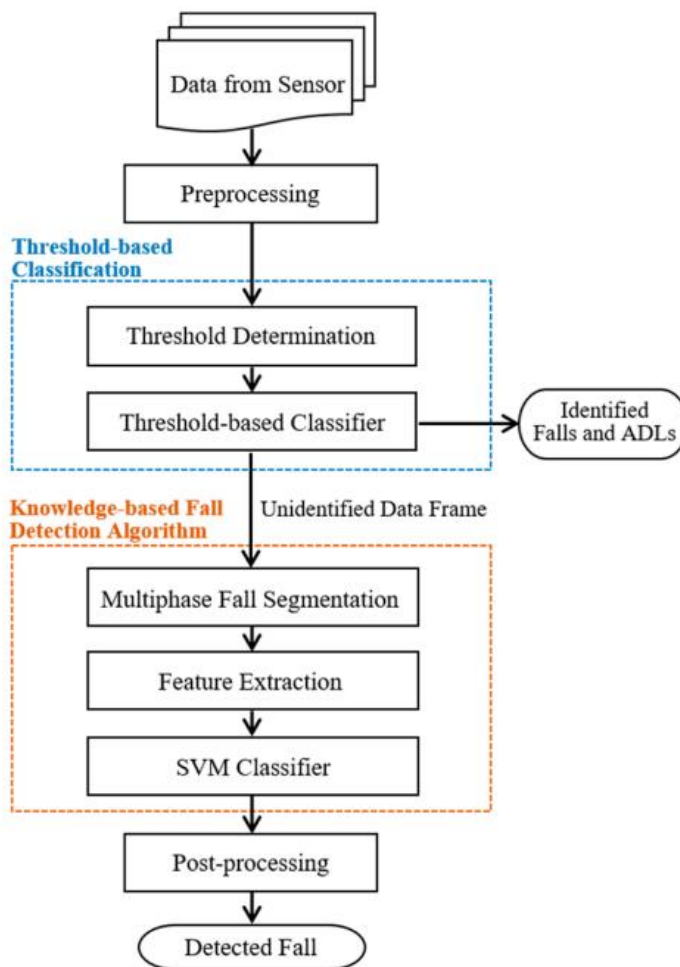 Data from Sensor
Preprocessing
Threshold-based
Classification
Threshold Determination
Threshold-based Classifier
Identified
Falls and ADLs
Unidentified Data Frame
Knowledge-based Fall
Detection Algorithm
Multiphase Fall Segmentation
Feature Extraction
SVM Classifier
Post-processing
Detected Fall